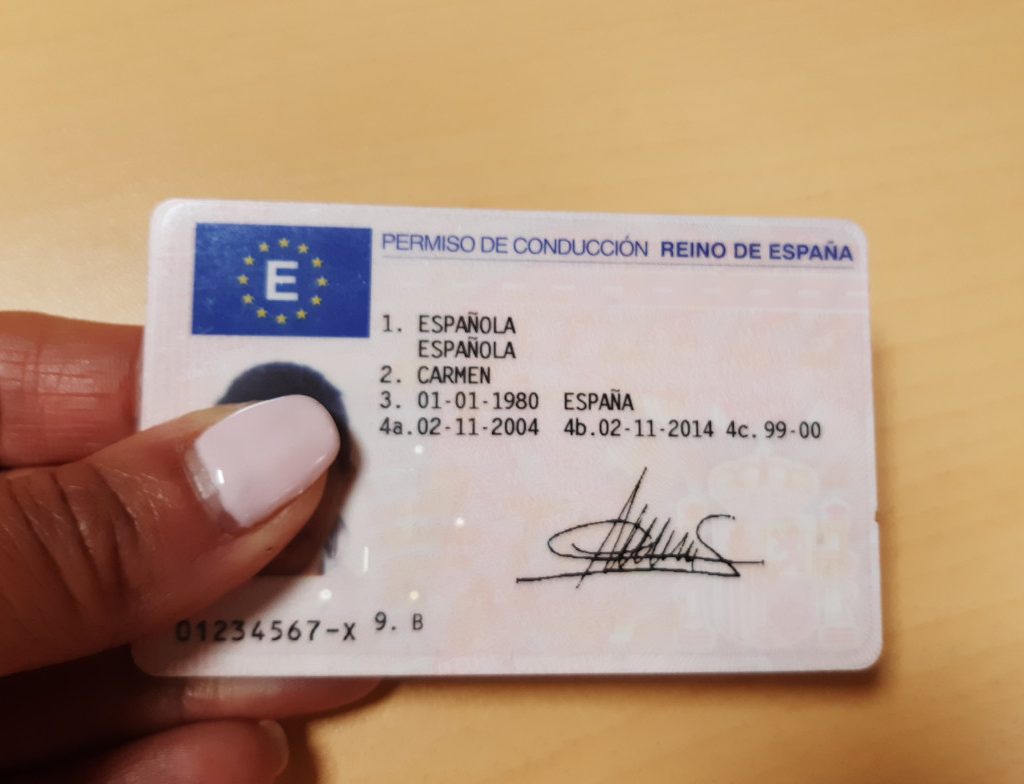 E
PERMISO DE CONDUCCIÓN REINO DE ESPAÑA
1. ESPAÑOLA
ESPAÑOLA
2. CARMEN
3. 01-01-1980 ESPAÑA
4a.02-11-2004 4b.02-11-2014 4c.99-00
01234567-X 9. B